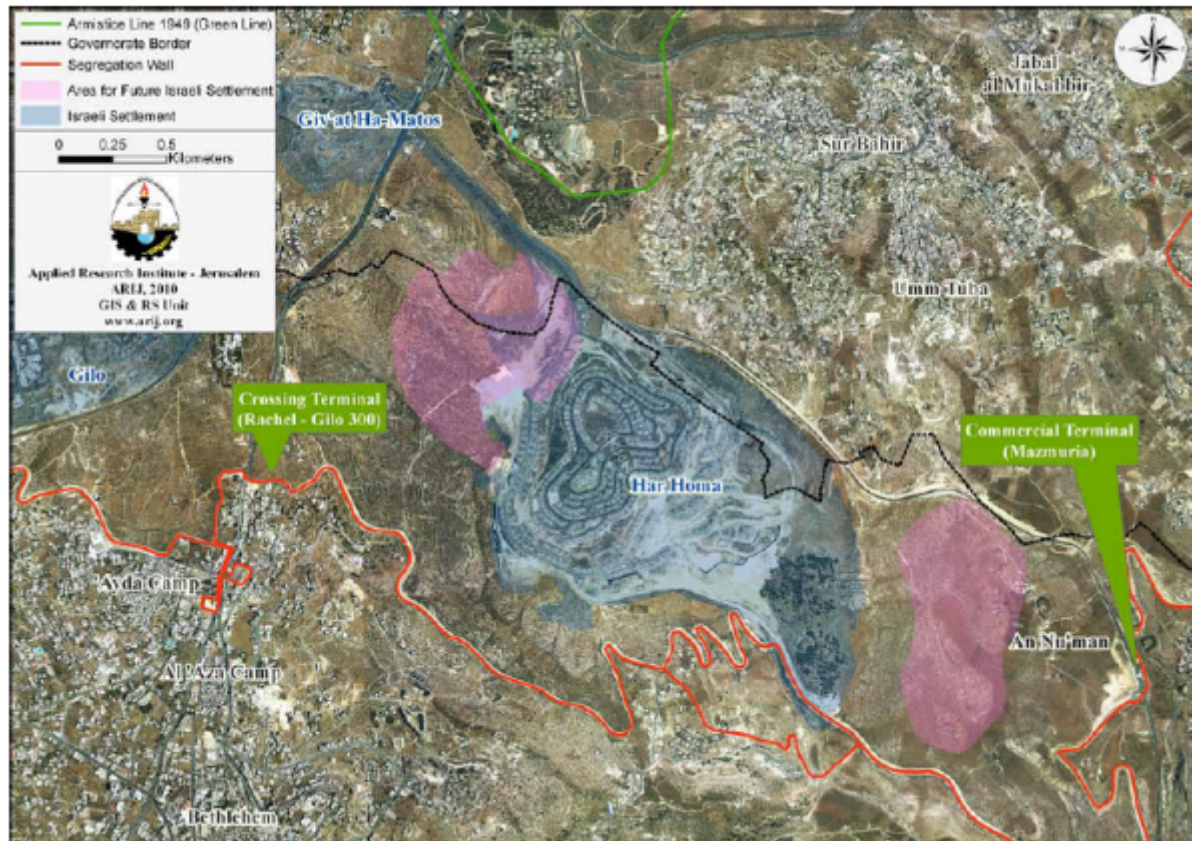 Armistice Line 1949 (Green Line)
Governorate Border
Segregation Wall
Area for Future Israeli Settlement
Israeli Settlement
0 0.25 0.5
Kilometers
Applied Research Institute - Jerusalem
ARIJ, 2010
GIS & RS Unit
www.arij.org
Giv'at Ha-Matos
Jabal
al Mukabbir
Sur Bahir
Umm Tuba
Gilo
Crossing Terminal
(Rachel - Gilo 300)
Commercial Terminal
(Mazmuria)
Har Homa
'Ayda Camp
An Nu'man
Al 'Aza Camp
Bethlehem